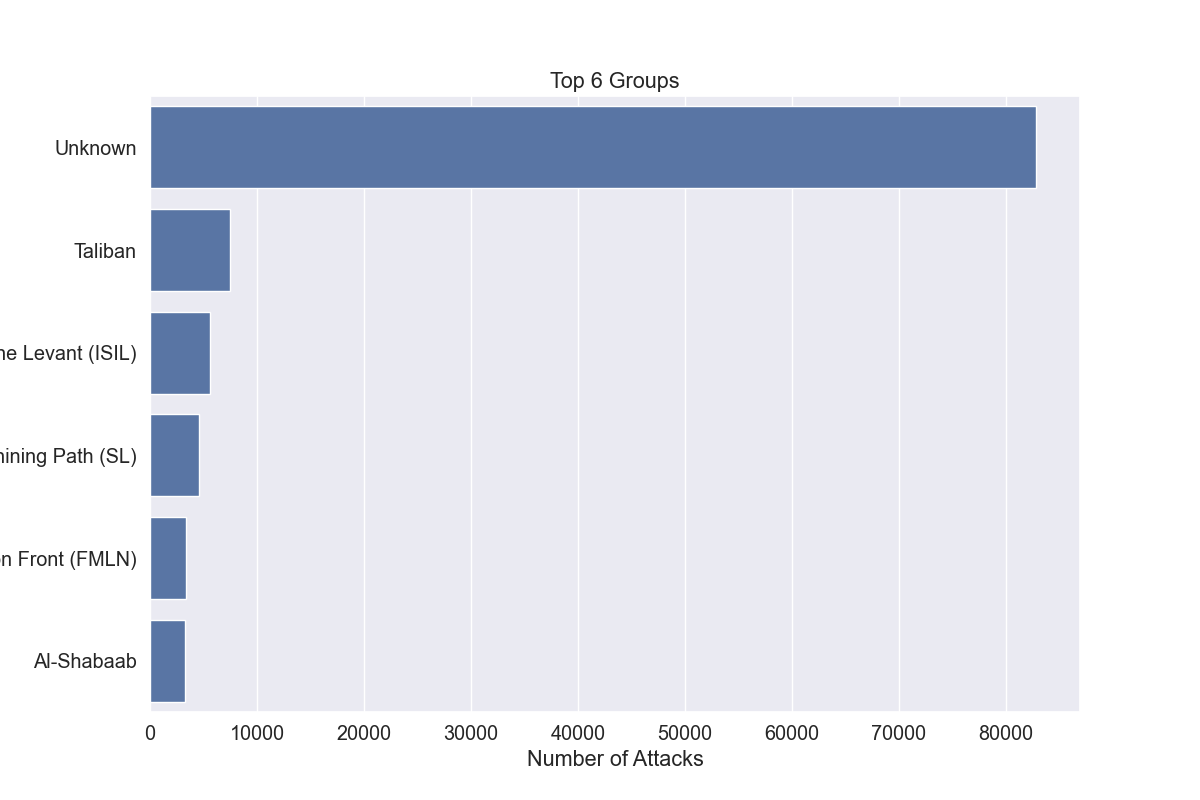 Top 6 Groups
Unknown
Taliban
he Levant (ISIL)
hining Path (SL)
on Front (FMLN)
Al-Shabaab
0 10000 20000 30000 40000 50000 60000 70000 80000
Number of Attacks